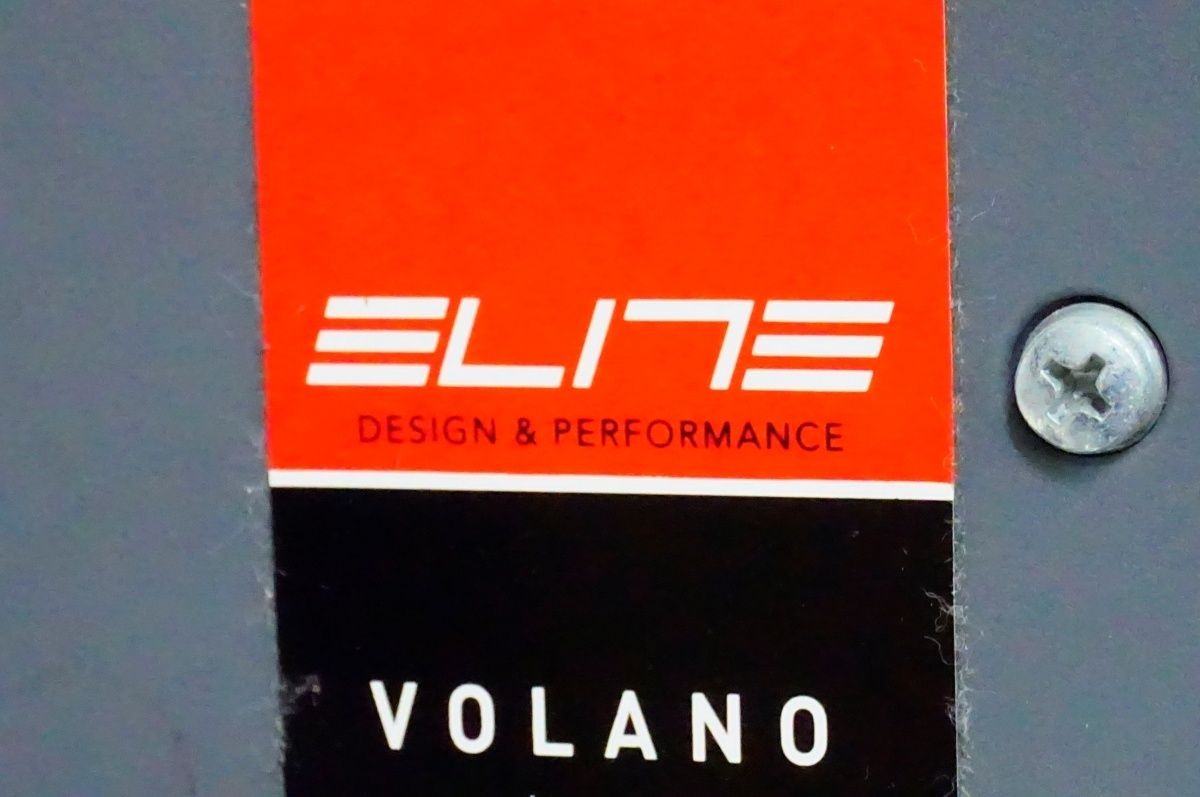 ELITE
DESIGN & PERFORMANCE
VOLANO